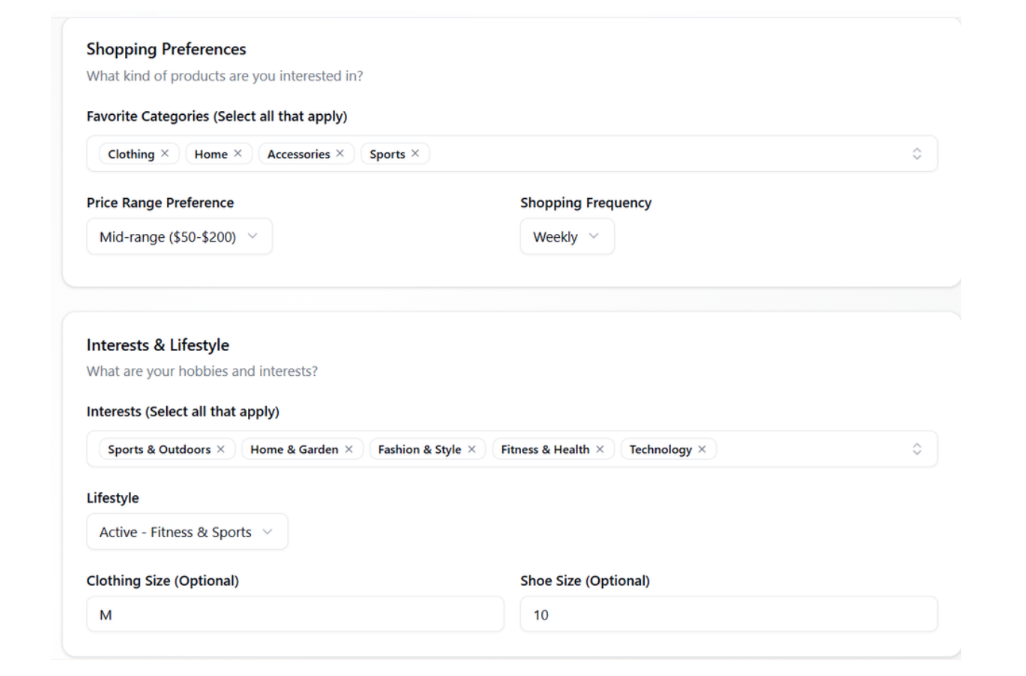 Shopping Preferences
What kind of products are you interested in?
Favorite Categories (Select all that apply)
Clothing × Home × Accessories × Sports ×
Price Range Preference Shopping Frequency
Mid-range ($50-$200) Weekly
Interests & Lifestyle
What are your hobbies and interests?
Interests (Select all that apply)
Sports & Outdoors × Home & Garden × Fashion & Style × Fitness & Health × Technology ×
Lifestyle
Active - Fitness & Sports
Clothing Size (Optional) Shoe Size (Optional)
M 10